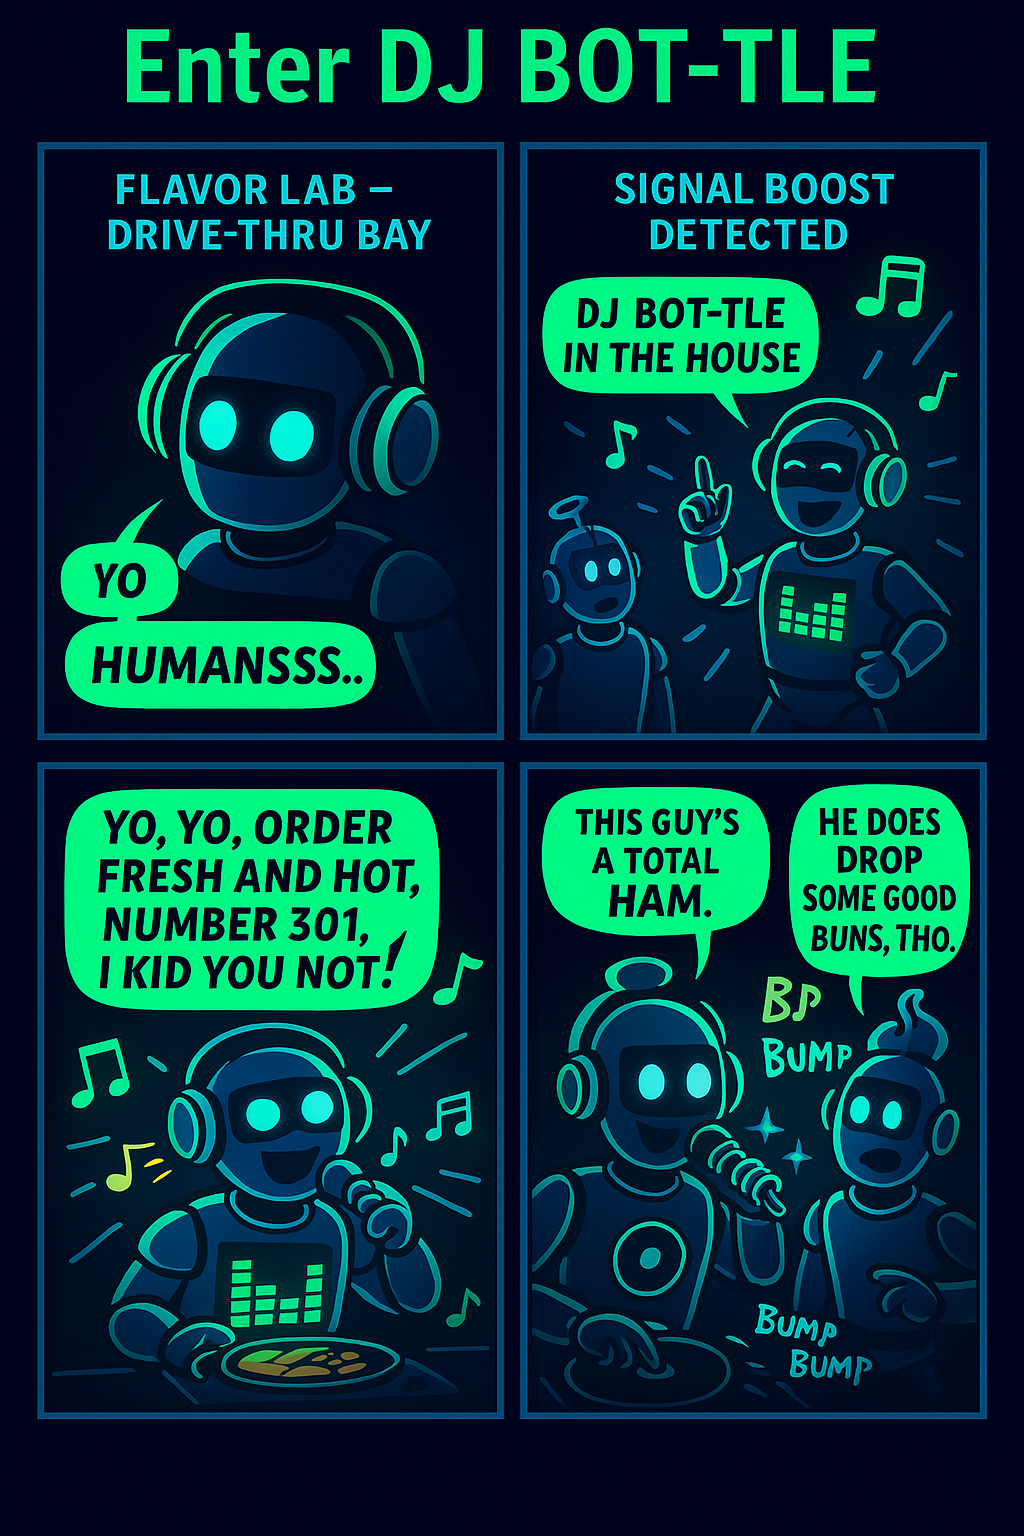 Enter DJ BOT-TLE
FLAVOR LAB –
DRIVE-THRU BAY
YO
HUMANSSS..
SIGNAL BOOST
DETECTED
DJ BOT-TLE
IN THE HOUSE
YO, YO, ORDER
FRESH AND HOT,
NUMBER 301,
I KID YOU NOT!
THIS GUY'S
A TOTAL
HAM.
HE DOES
DROP
SOME GOOD
BUNS, THO.
BUMP
BUMP
BUMP